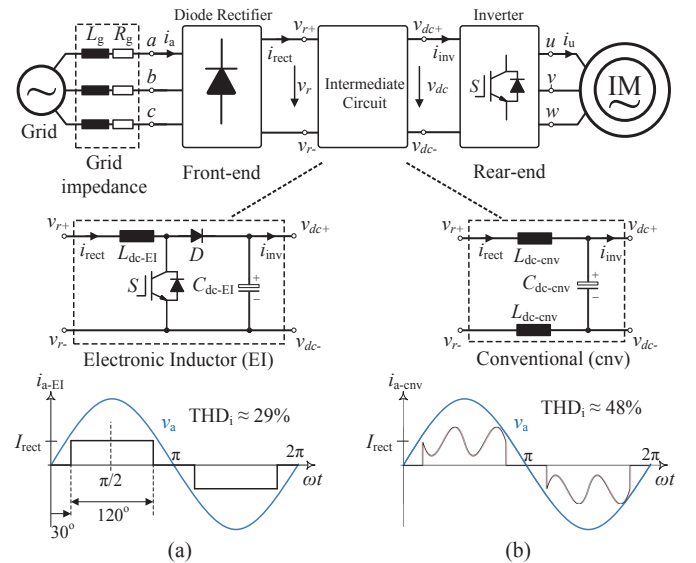 Diode Rectifier
Inverter
Lg Rg a ia
vr+
irect
vr
vr-
vdc+
iinv
vdc
vdc-
Intermediate
Circuit
S
u iu
v
w
IM
b
c
Grid
Grid
impedance
Front-end
Rear-end
vr+
irect
Ldc-EI
D
iinv
vdc+
S
Cdc-EI
+
−
vr-
vdc-
Electronic Inductor (EI)
vr+
irect
Ldc-cnv
iinv
vdc+
Cdc-cnv
+
−
Ldc-cnv
vr-
vdc-
Conventional (cnv)
ia-EI
va
THDi ≈ 29%
Irect
π
2π
π/2
ωt
120°
30°
(a)
ia-cnv
va
THDi ≈ 48%
Irect
π
2π
ωt
(b)